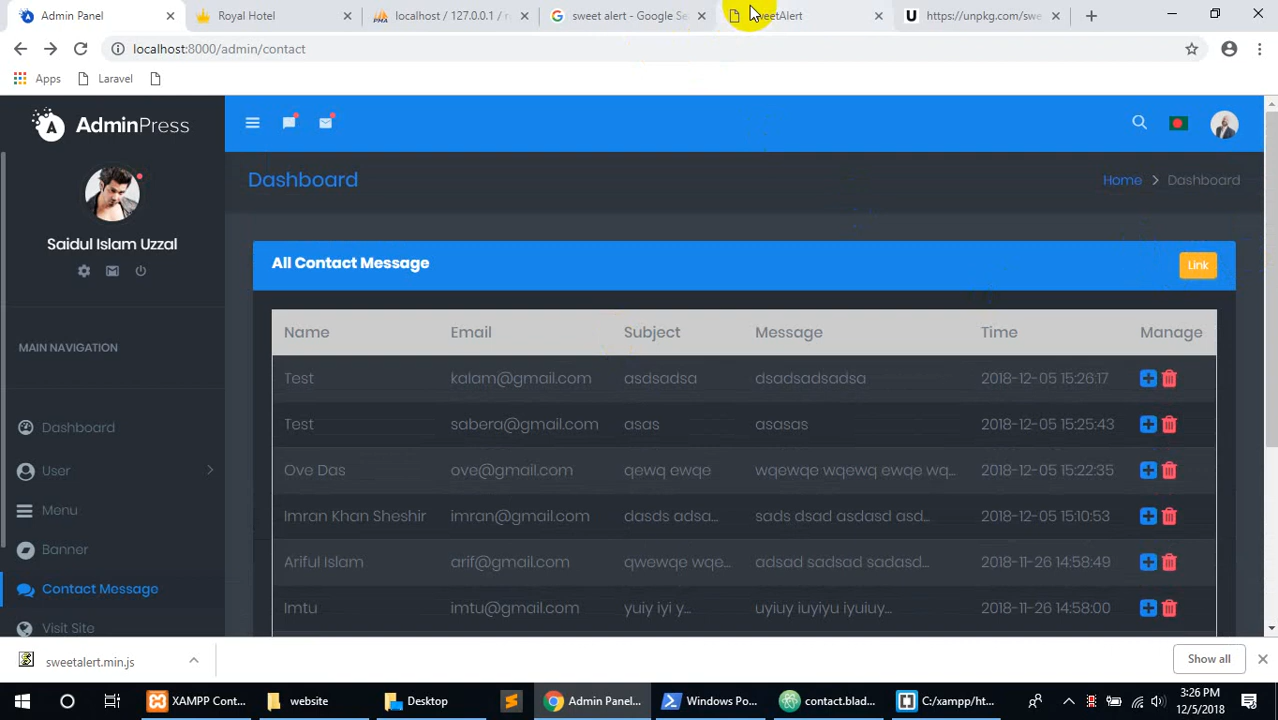 Admin Panel
Royal Hotel
localhost / 127.0.0.1 /
sweet alert - Google Se
SweetAlert
https://unpkg.com/swe
localhost:8000/admin/contact
Apps
Laravel
AdminPress
Dashboard
Home > Dashboard
Saidul Islam Uzzal
All Contact Message
Link
MAIN NAVIGATION
Name Email Subject Message Time Manage
Test kalam@gmail.com asdsadsa dsadsadsadsa 2018-12-05 15:26:17
Test sabera@gmail.com asas asasas 2018-12-05 15:25:43
Ove Das ove@gmail.com qewq ewqe wqewqe wqewq ewqe wq... 2018-12-05 15:22:35
Imran Khan Sheshir imran@gmail.com dasds adsa... sads dsad asdasd asd... 2018-12-05 15:10:53
Ariful Islam arif@gmail.com qwewqe wqe... adsad sadsad sadasd... 2018-11-26 14:58:49
Imtu imtu@gmail.com yuiy iyi y... uyiuy iuyiyu iyuiuy... 2018-11-26 14:58:00
Dashboard
User
Menu
Banner
Contact Message
Visit Site
sweetalert.min.js
Show all
XAMPP Cont...
website
Desktop
Admin Panel...
Windows Po...
contact.blad...
C:/xampp/ht...
3:26 PM
12/5/2018